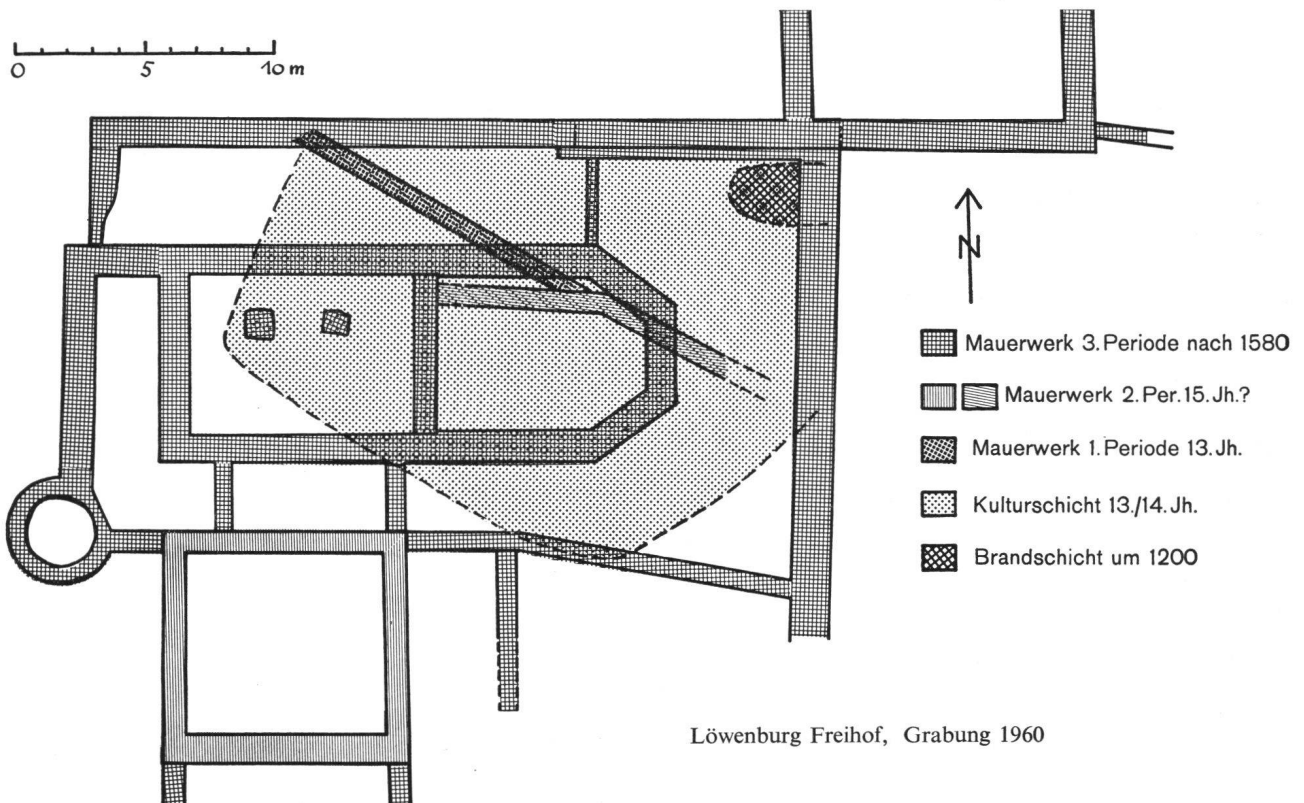 0 5 10 m
N
Mauerwerk 3. Periode nach 1580
Mauerwerk 2. Per. 15. Jh.?
Mauerwerk 1. Periode 13. Jh.
Kulturschicht 13./14. Jh.
Brandschicht um 1200
Löwenburg Freihof, Grabung 1960